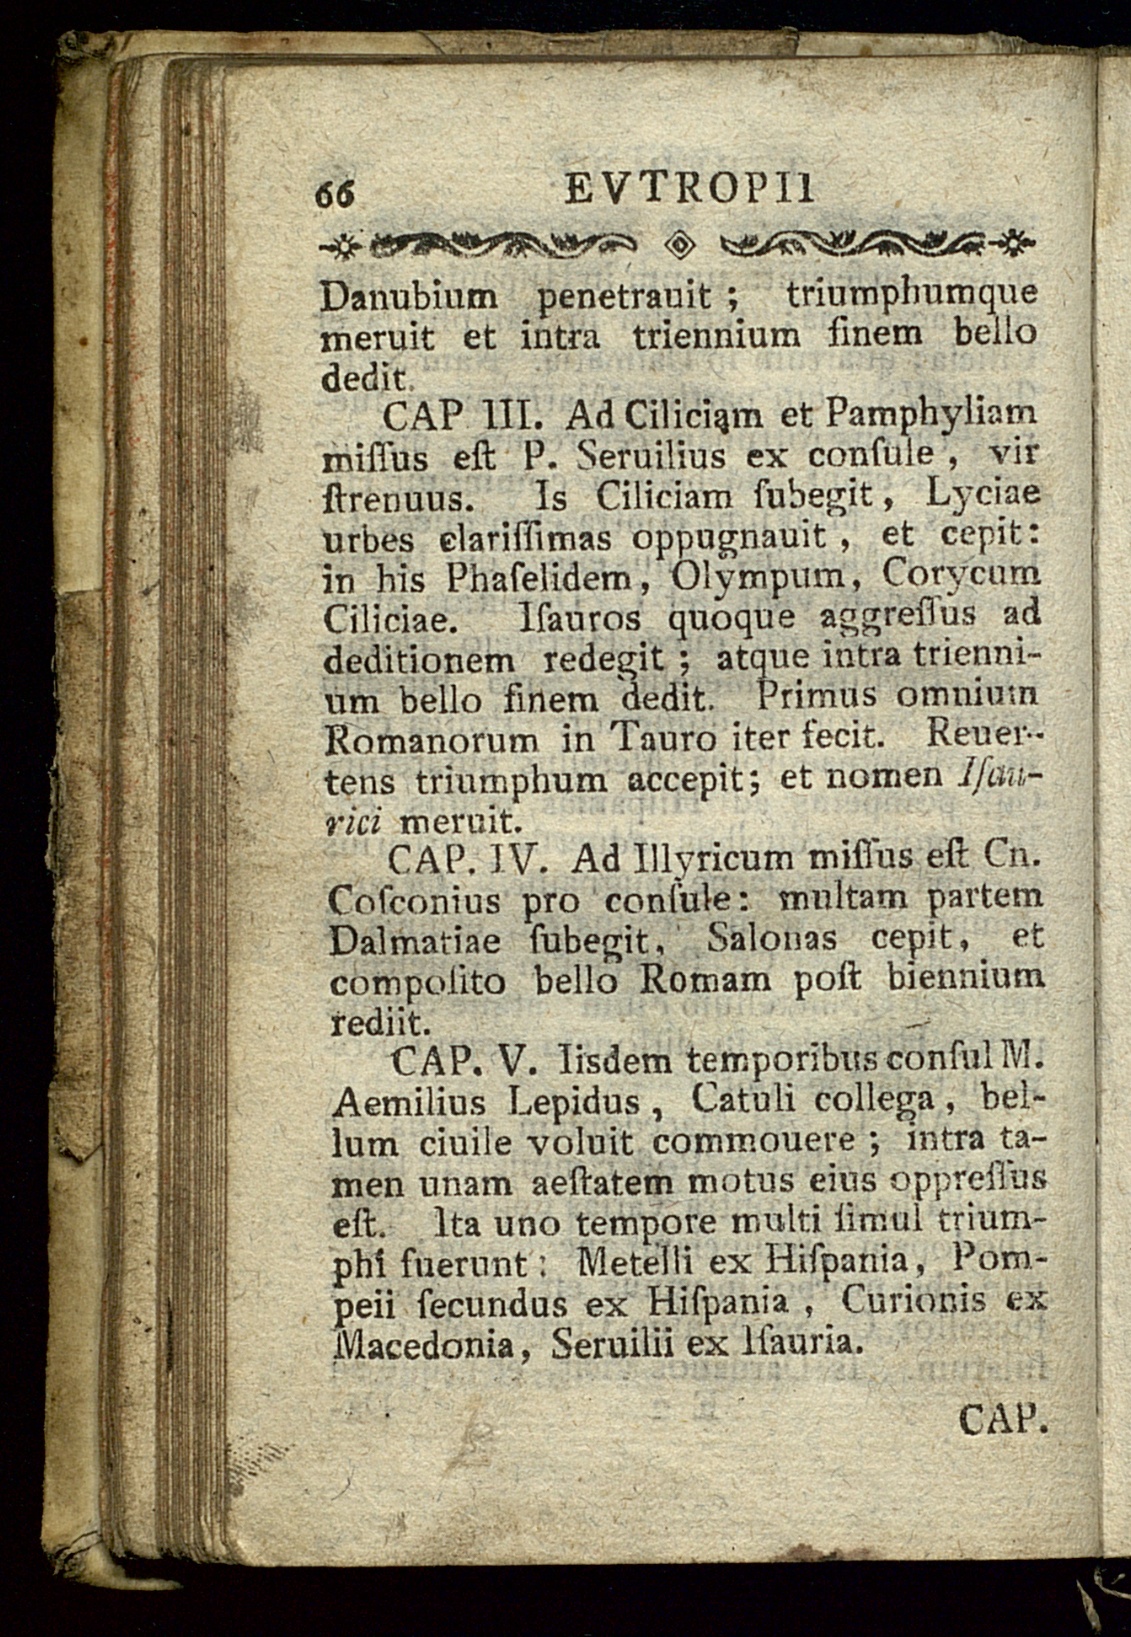 66 EVTROPII
Danubium penetrauit ; triumphumque
meruit et intra triennium finem bello
dedit.
CAP III. Ad Ciliciam et Pamphyliam
miſſus eſt P. Seruilius ex conſule , vir
ſtrenuus. Is Ciliciam ſubegit , Lyciae
urbes clariſſimas oppugnauit , et cepit:
in his Phaſelidem, Olympum, Corycum
Ciliciae. Iſauros quoque aggreſſus ad
deditionem redegit ; atque intra trienni-
um bello finem dedit. Primus omnium
Romanorum in Tauro iter fecit. Reuer-
tens triumphum accepit; et nomen Iſau-
rici meruit.
CAP. IV. Ad Illyricum miſſus eſt Cn.
Coſconius pro conſule: multam partem
Dalmatiae ſubegit, Salonas cepit, et
compoſito bello Romam poſt biennium
rediit.
CAP. V. Iisdem temporibus conſul M.
Aemilius Lepidus , Catuli collega , bel-
lum ciuile voluit commouere ; intra ta-
men unam aeſtatem motus eius oppreſſus
eſt. Ita uno tempore multi ſimul trium-
phi fuerunt : Metelli ex Hiſpania, Pom-
peii ſecundus ex Hiſpania , Curionis ex
Macedonia, Seruilii ex Iſauria.
CAP.